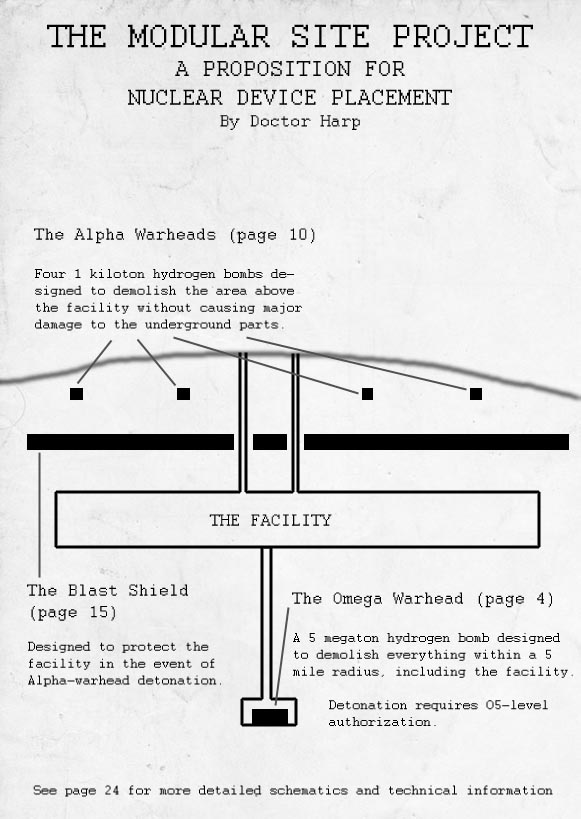 THE MODULAR SITE PROJECT
A PROPOSITION FOR
NUCLEAR DEVICE PLACEMENT
By Doctor Harp
The Alpha Warheads (page 10)
Four 1 kiloton hydrogen bombs de-
signed to demolish the area above
the facility without causing major
damage to the underground parts.
THE FACILITY
The Blast Shield
(page 15)
Designed to protect the
facility in the event of
Alpha-warhead detonation.
The Omega Warhead (page 4)
A 5 megaton hydrogen bomb designed
to demolish everything within a 5
mile radius, including the facility.
Detonation requires O5-level
authorization.
See page 24 for more detailed schematics and technical information